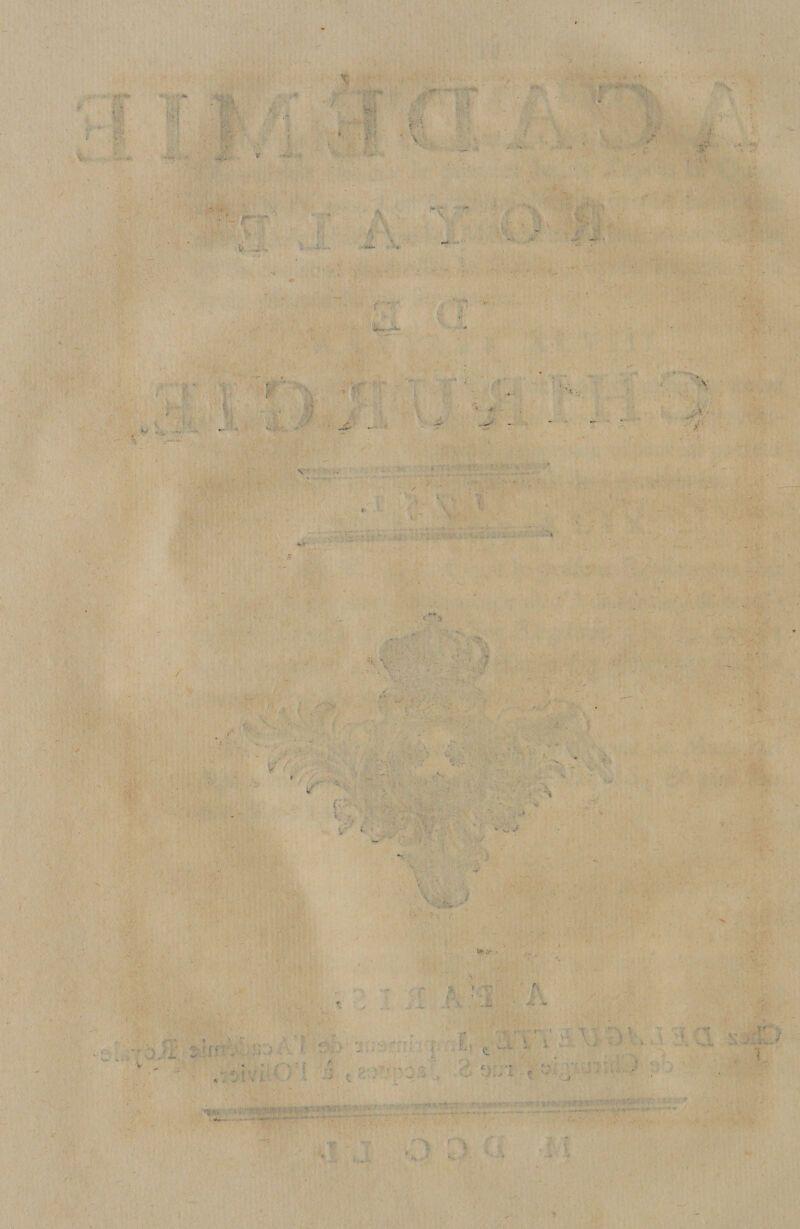 ACADÉMIE
ROYALE
DE
CHIRURGIE.
A PARIS,
Chez DELAGUETTE, Imprimeur de l'Académie Royale
de Chirurgie, rue S. Jacques, à l'Olivier.
M DCC LI